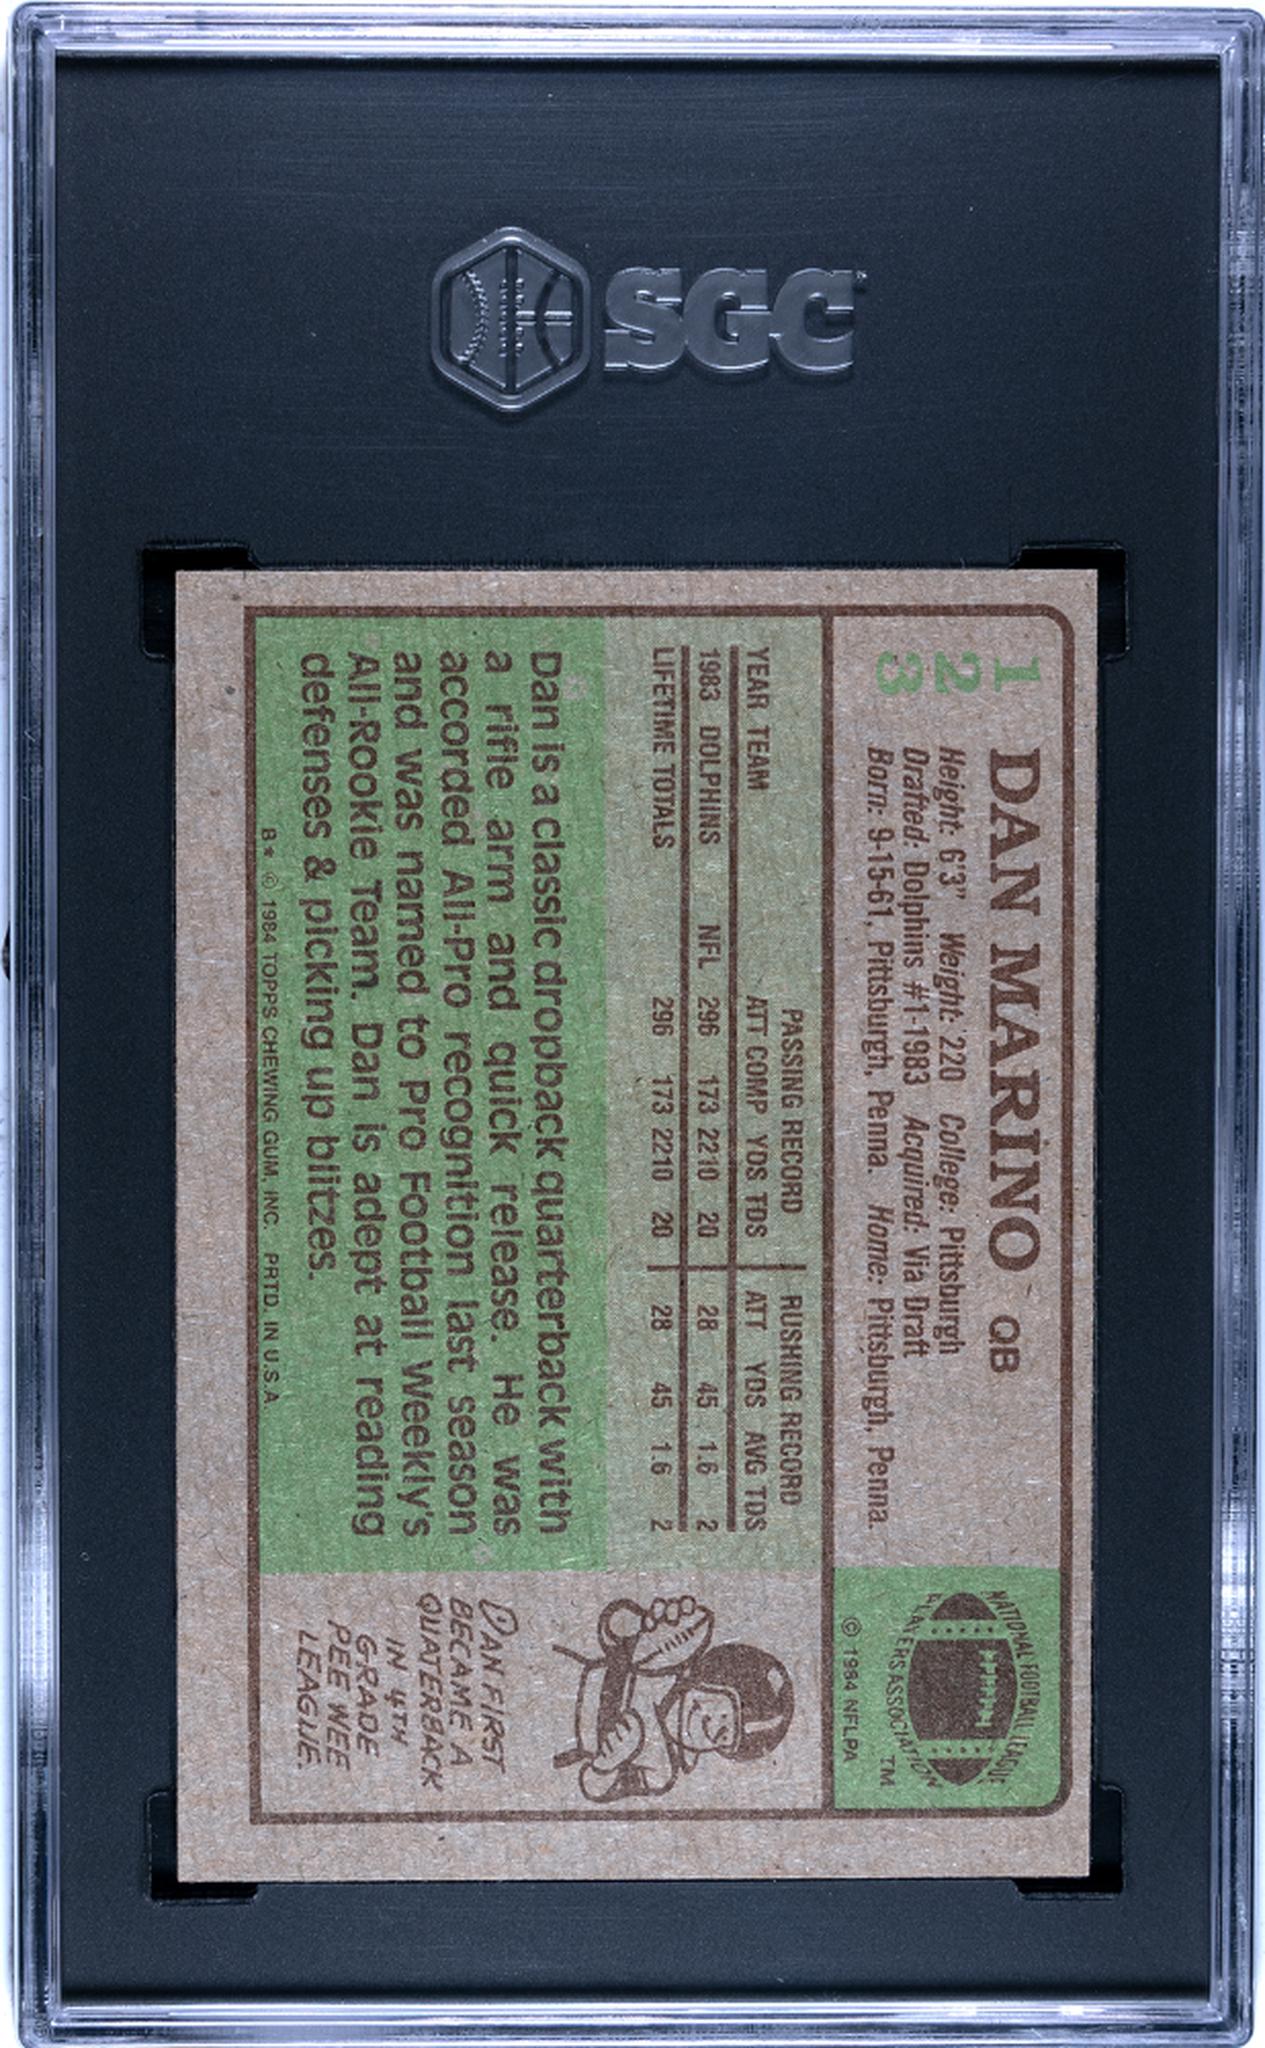 SGC
123
DAN MARINO QB
Height: 6'3" Weight: 220 College: Pittsburgh
Drafted: Dolphins #1-1983 Acquired: Via Draft
Born: 9-15-61, Pittsburgh, Penna. Home: Pittsburgh, Penna.
NATIONAL FOOTBALL LEAGUE
PLAYERS ASSOCIATION
TM
© 1984 NFLPA
PASSING RECORD RUSHING RECORD
YEAR TEAM ATT COMP YDS TDS ATT YDS AVG TDS
1983 DOLPHINS NFL 296 173 2210 20 28 45 1.6 2
LIFETIME TOTALS 296 173 2210 20 28 45 1.6 2
Dan is a classic dropback quarterback with
a rifle arm and quick release. He was
accorded All-Pro recognition last season
and was named to Pro Football Weekly's
All-Rookie Team. Dan is adept at reading
defenses & picking up blitzes.
DAN FIRST
BECAME A
QUATERBACK
IN 4TH
GRADE
PEE WEE
LEAGUE.
B* © 1984 TOPPS CHEWING GUM, INC. PRTD. IN U.S.A